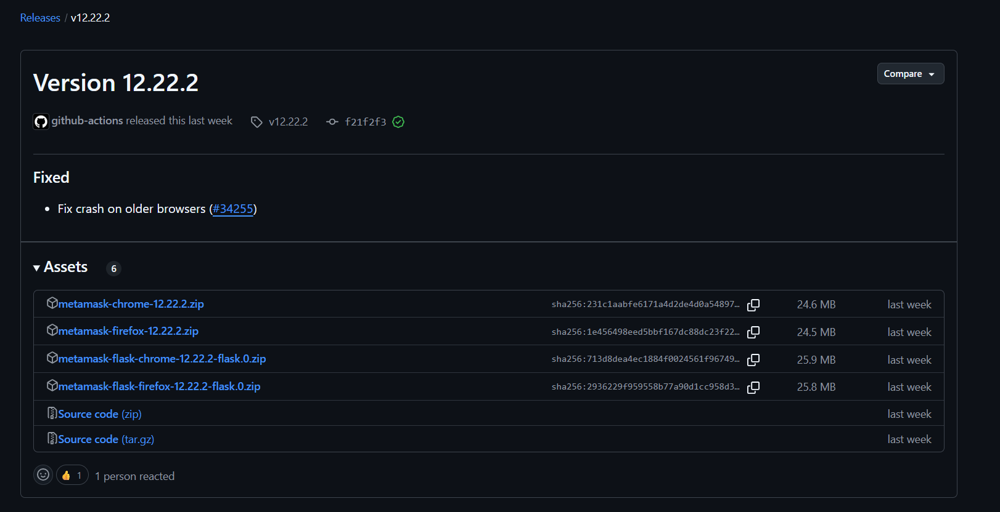 Releases / v12.22.2
Version 12.22.2
Compare
github-actions released this last week v12.22.2 f21f2f3
Fixed
• Fix crash on older browsers (#34255)
Assets 6
metamask-chrome-12.22.2.zip sha256:231c1aabfe6171a4d2de4d0a54897… 24.6 MB last week
metamask-firefox-12.22.2.zip sha256:1e456498eed5bbf167dc88dc23f22… 24.5 MB last week
metamask-flask-chrome-12.22.2-flask.0.zip sha256:713d8dea4ec1884f0024561f96749… 25.9 MB last week
metamask-flask-firefox-12.22.2-flask.0.zip sha256:2936229f959558b77a90d1cc958d3… 25.8 MB last week
Source code (zip) last week
Source code (tar.gz) last week
👍 1 1 person reacted